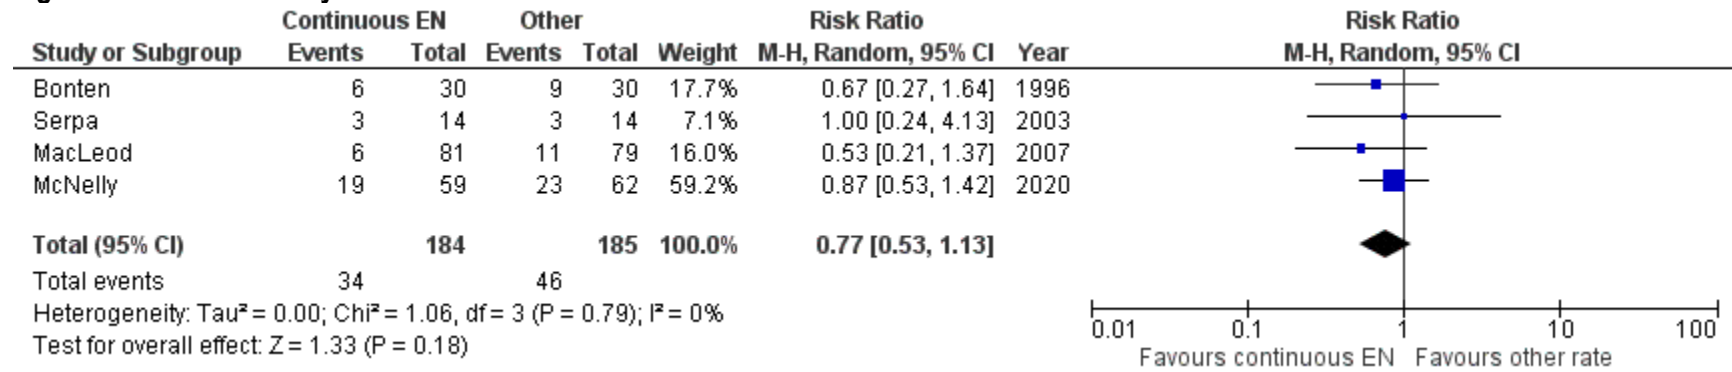 Continuous EN Other Risk Ratio Risk Ratio
Study or Subgroup Events Total Events Total Weight M-H, Random, 95% CI Year M-H, Random, 95% CI
Bonten 6 30 9 30 17.7% 0.67 [0.27, 1.64] 1996
Serpa 3 14 3 14 7.1% 1.00 [0.24, 4.13] 2003
MacLeod 6 81 11 79 16.0% 0.53 [0.21, 1.37] 2007
McNelly 19 59 23 62 59.2% 0.87 [0.53, 1.42] 2020
Total (95% CI) 184 185 100.0% 0.77 [0.53, 1.13]
Total events 34 46
Heterogeneity: Tau² = 0.00; Chi² = 1.06, df = 3 (P = 0.79); I² = 0%
Test for overall effect: Z = 1.33 (P = 0.18)
0.01 0.1 1 10 100
Favours continuous EN Favours other rate